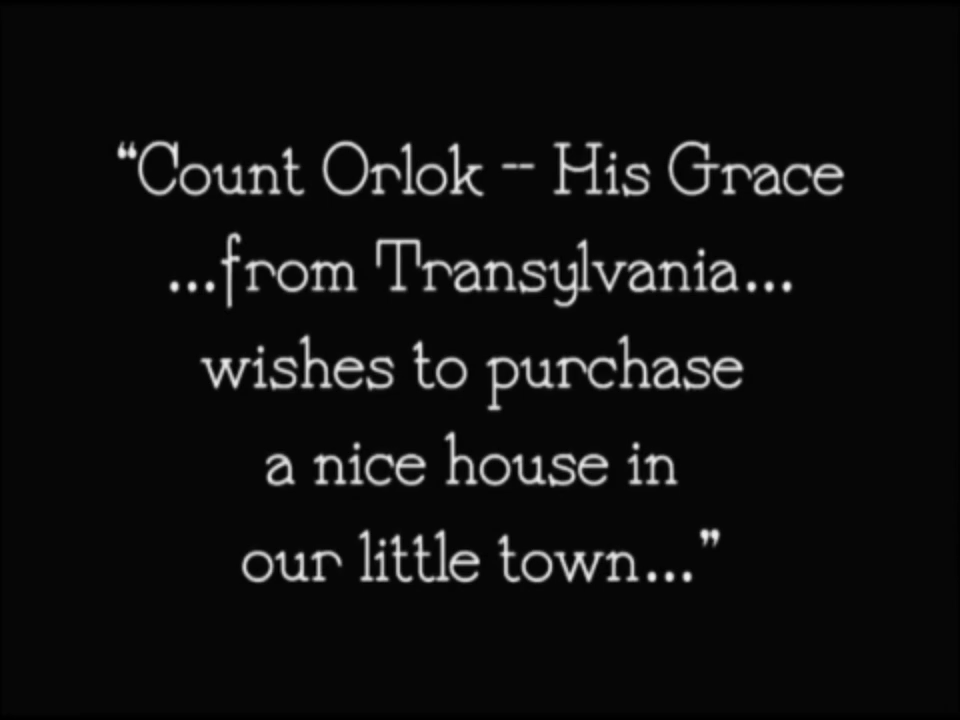 “Count Orlok -- His Grace
...from Transylvania...
wishes to purchase
a nice house in
our little town...”